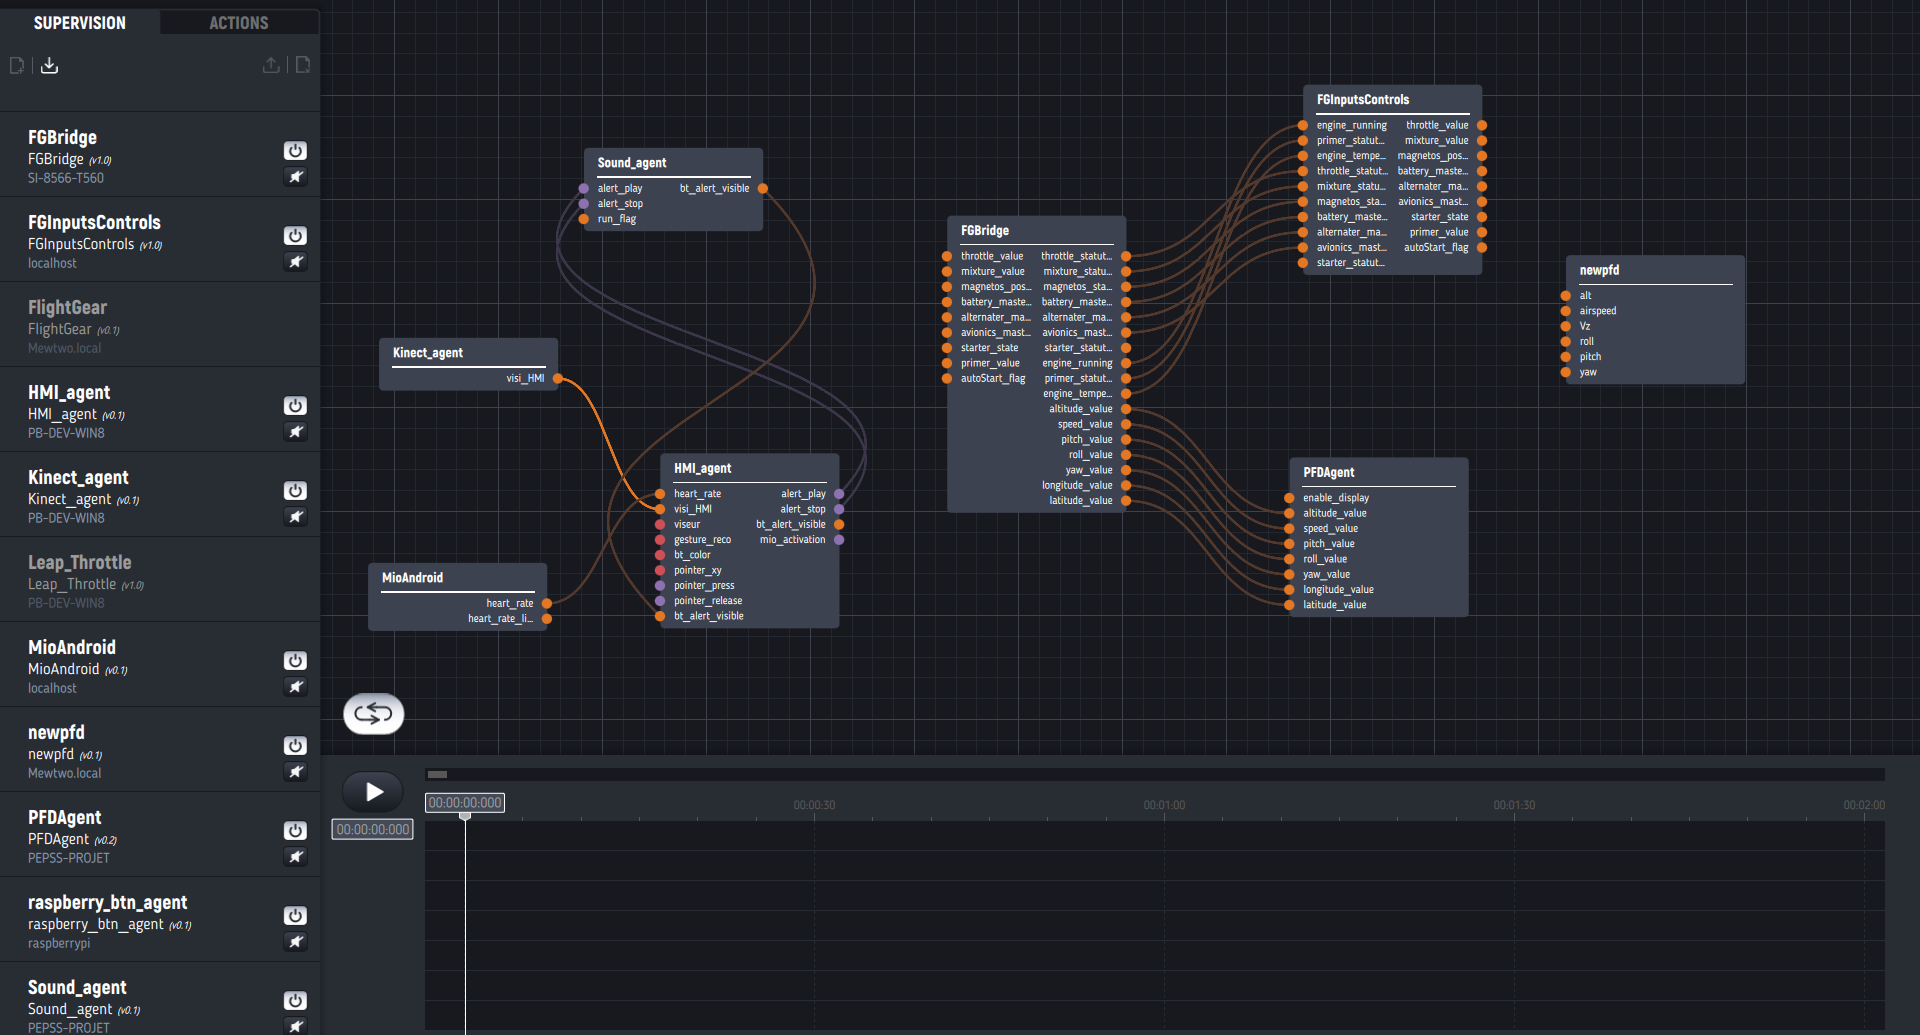 SUPERVISION
ACTIONS
FGBridge
FGBridge (v1.0)
SI-8566-T560
FGInputsControls
FGInputsControls (v1.0)
localhost
FlightGear
FlightGear (v0.1)
Mewtwo.local
HMI_agent
HMI_agent (v0.1)
PB-DEV-WIN8
Kinect_agent
Kinect_agent (v0.1)
PB-DEV-WIN8
Leap_Throttle
Leap_Throttle (v1.0)
PB-DEV-WIN8
MioAndroid
MioAndroid (v0.1)
localhost
newpfd
newpfd (v0.1)
Mewtwo.local
PFDAgent
PFDAgent (v0.2)
PEPSS-PROJET
raspberry_btn_agent
raspberry_btn_agent (v0.1)
raspberrypi
Sound_agent
Sound_agent (v0.1)
PEPSS-PROJET
Sound_agent
alert_play bt_alert_visible
alert_stop
run_flag
Kinect_agent
visi_HMI
MioAndroid
heart_rate
heart_rate_li...
HMI_agent
heart_rate alert_play
visi_HMI alert_stop
viseur bt_alert_visible
gesture_reco mio_activation
bt_color
pointer_xy
pointer_press
pointer_release
bt_alert_visible
FGBridge
throttle_value throttle_statut...
mixture_value mixture_statu...
magnetos_pos... magnetos_sta...
battery_maste... battery_maste...
alternater_ma... alternater_ma...
avionics_mast... avionics_mast...
starter_state starter_statut...
primer_value engine_running
autoStart_flag primer_statut...
engine_tempe...
altitude_value
speed_value
pitch_value
roll_value
yaw_value
longitude_value
latitude_value
FGInputsControls
engine_running throttle_value
primer_statut... mixture_value
engine_tempe... magnetos_pos...
throttle_statut... battery_maste...
mixture_statu... alternater_ma...
magnetos_sta... avionics_mast...
battery_maste... starter_state
alternater_ma... primer_value
avionics_mast... autoStart_flag
starter_statut...
newpfd
alt
airspeed
Vz
roll
pitch
yaw
PFDAgent
enable_display
altitude_value
speed_value
pitch_value
roll_value
yaw_value
longitude_value
latitude_value
00:00:00:000
00:00:30
00:01:00
00:01:30
00:02:00
00:00:00:000